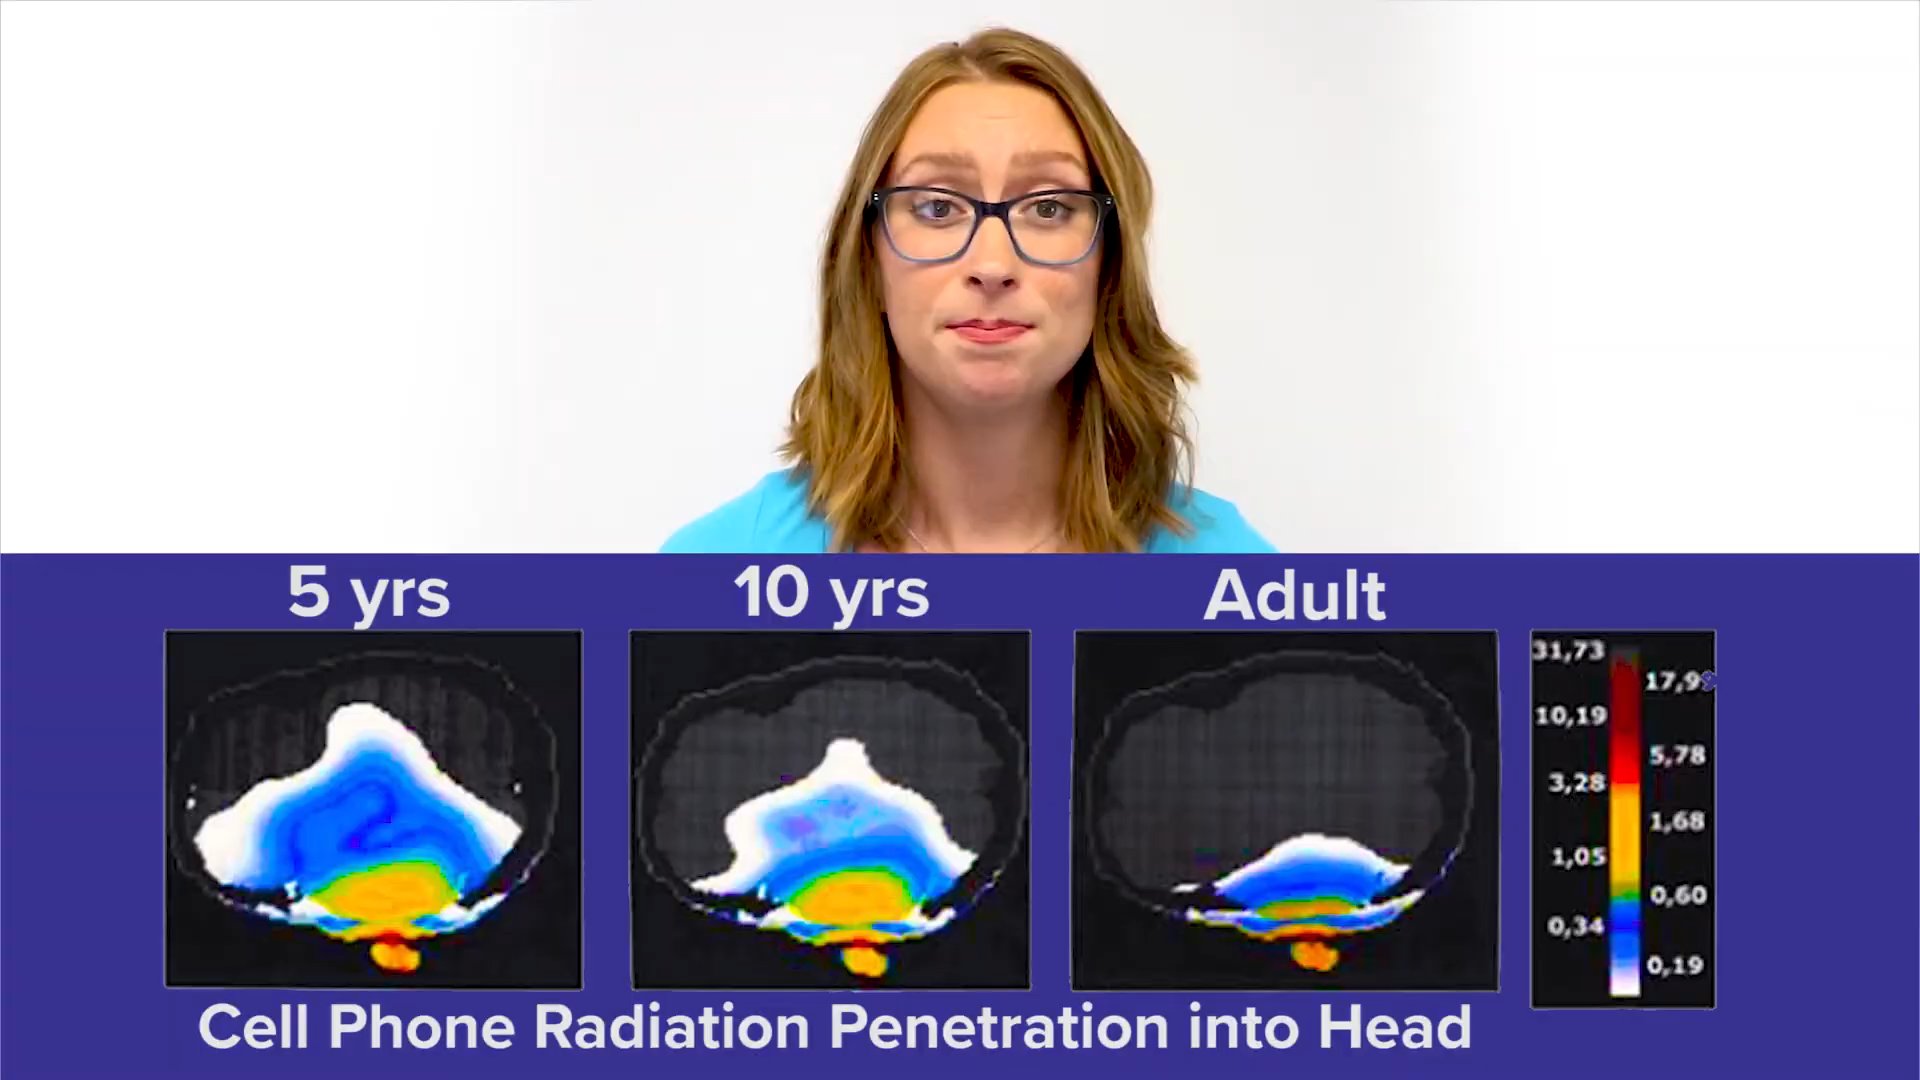 5 yrs
10 yrs
Adult
31,73
17,99
10,19
5,78
3,28
1,68
1,05
0,60
0,34
0,19
Cell Phone Radiation Penetration into Head